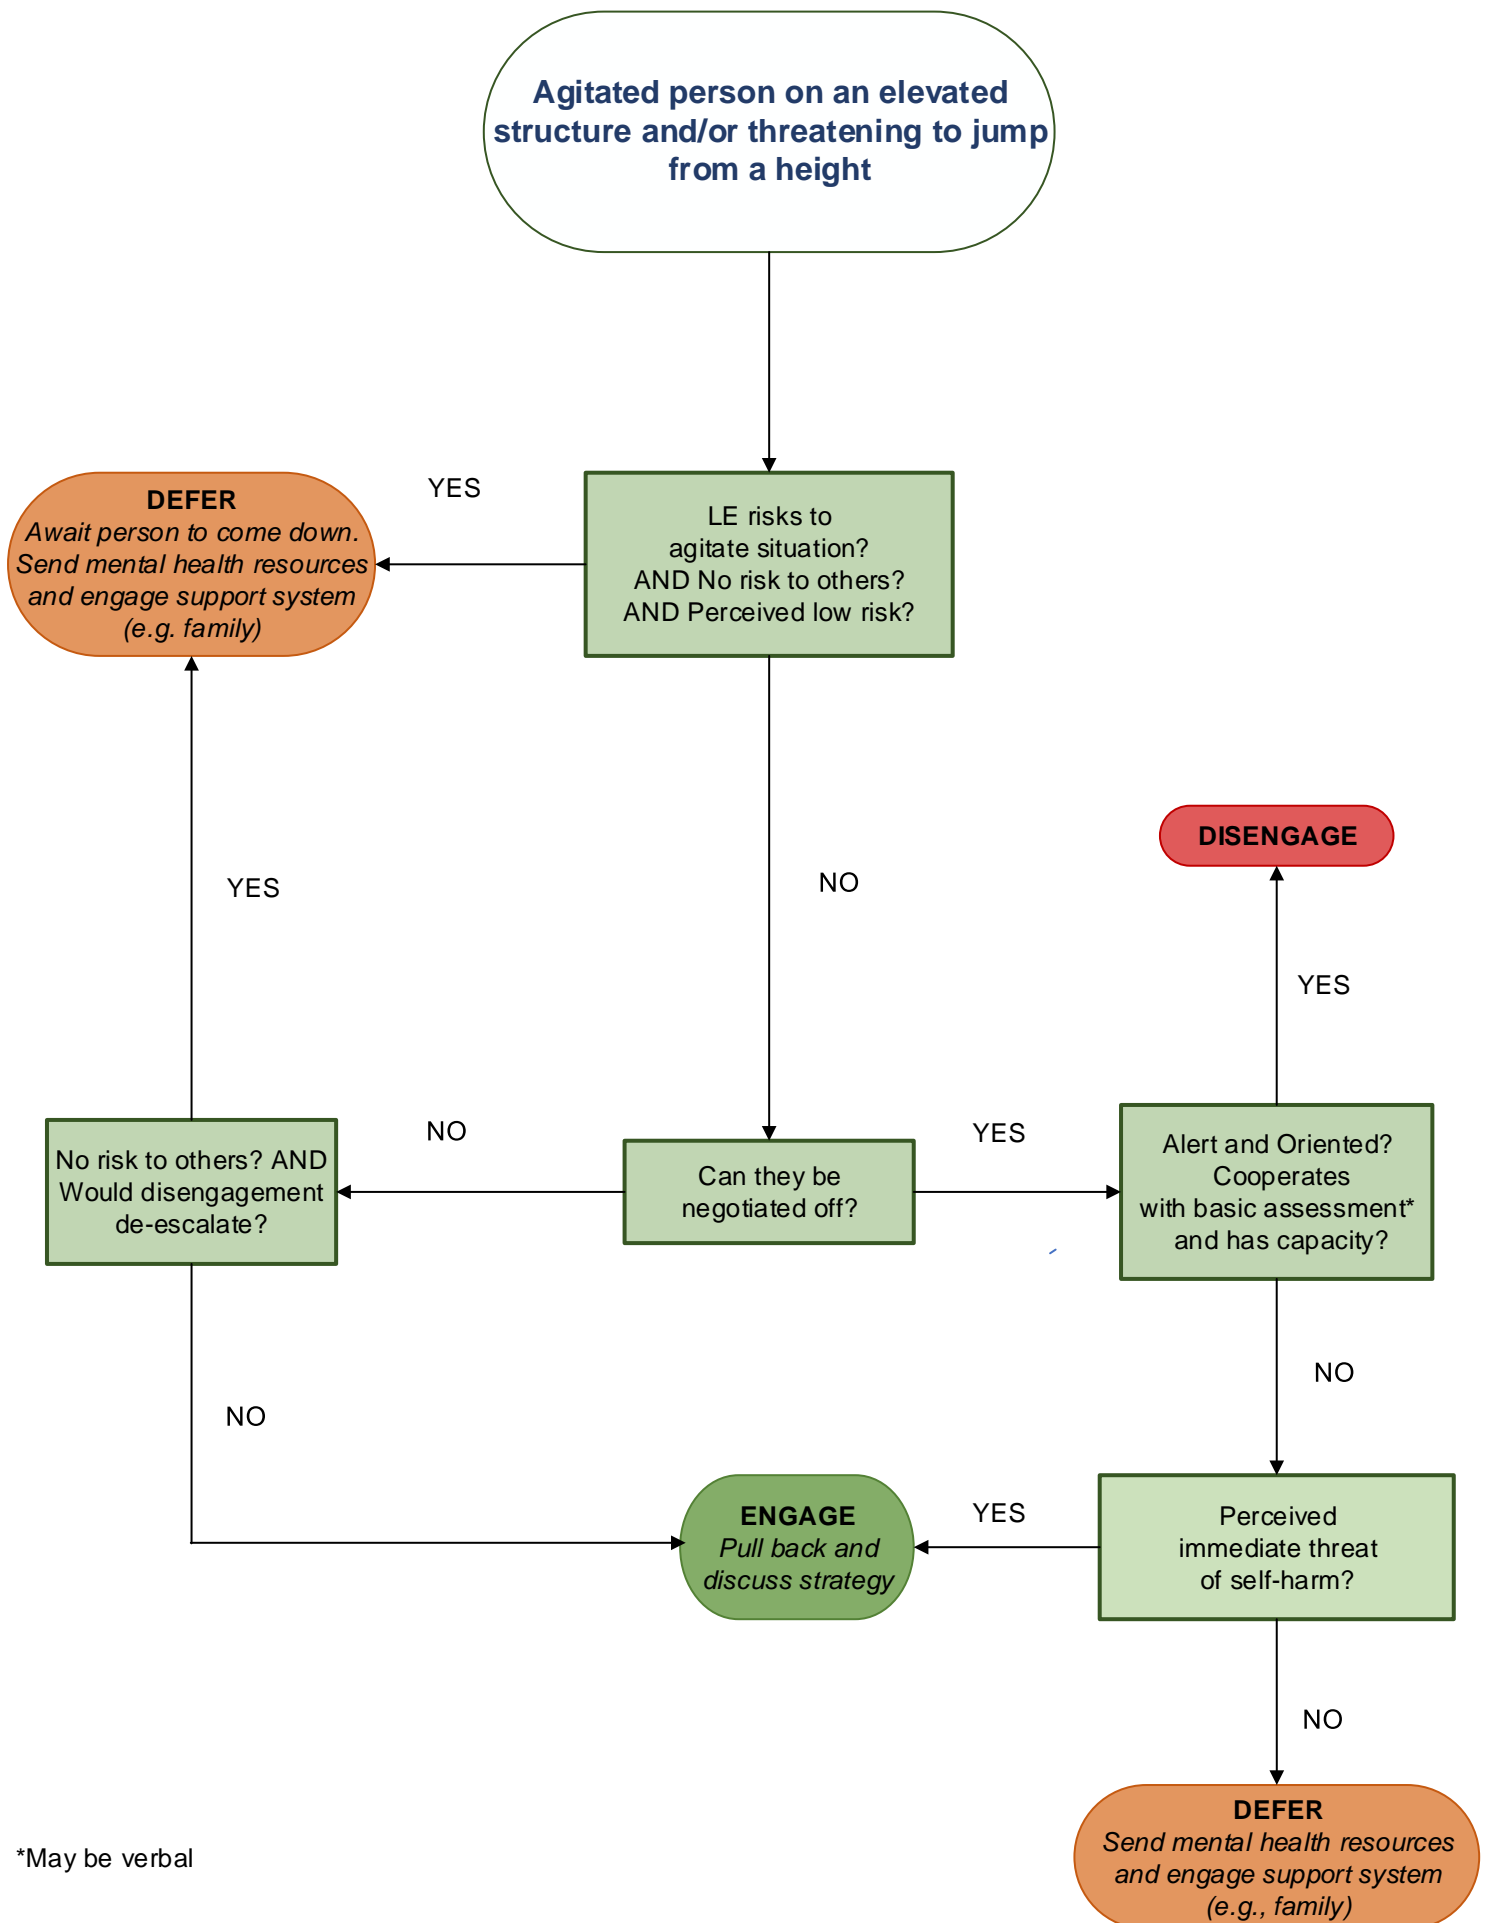 Agitated person on an elevated
structure and/or threatening to jump
from a height
YES
DEFER
Await person to come down.
Send mental health resources
and engage support system
(e.g. family)
LE risks to
agitate situation?
AND No risk to others?
AND Perceived low risk?
DISENGAGE
YES
NO
YES
No risk to others? AND
Would disengagement
de-escalate?
NO
Can they be
negotiated off?
YES
Alert and Oriented?
Cooperates
with basic assessment*
and has capacity?
NO
NO
ENGAGE
Pull back and
discuss strategy
YES
Perceived
immediate threat
of self-harm?
NO
DEFER
Send mental health resources
and engage support system
(e.g., family)
*May be verbal